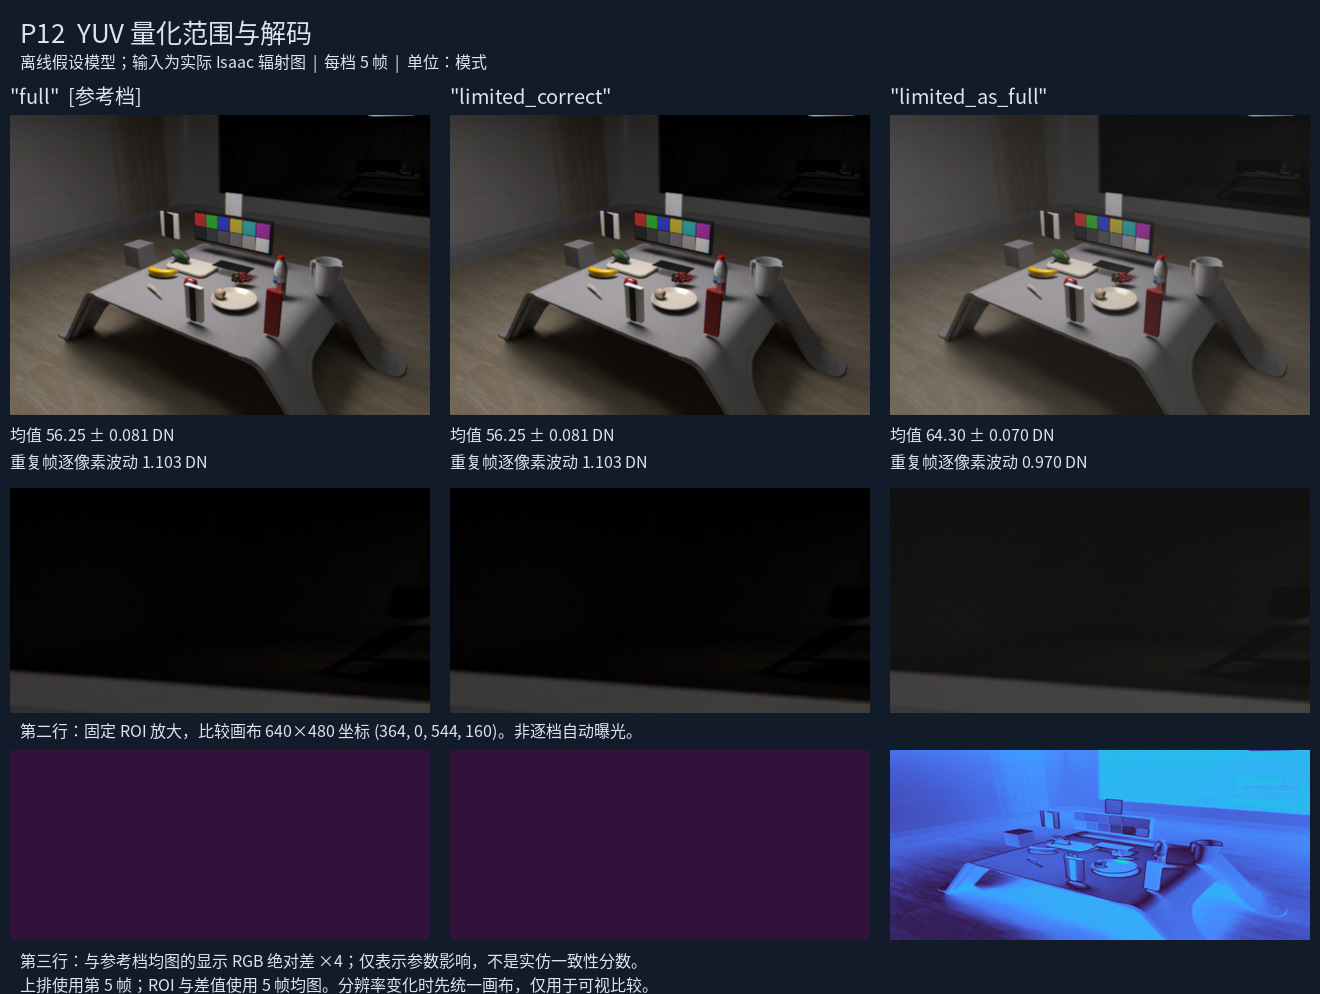 P12 YUV 量化范围与解码
离线假设模型；输入为实际 Isaac 辐射图 | 每档 5 帧 | 单位：模式
"full" [参考档]
"limited_correct"
"limited_as_full"
均值 56.25 ± 0.081 DN
重复帧逐像素波动 1.103 DN
均值 56.25 ± 0.081 DN
重复帧逐像素波动 1.103 DN
均值 64.30 ± 0.070 DN
重复帧逐像素波动 0.970 DN
第二行：固定 ROI 放大，比较画布 640×480 坐标 (364, 0, 544, 160)。非逐档自动曝光。
第三行：与参考档均图的显示 RGB 绝对差 ×4；仅表示参数影响，不是实仿一致性分数。
上排使用第 5 帧；ROI 与差值使用 5 帧均图。分辨率变化时先统一画布，仅用于可视比较。